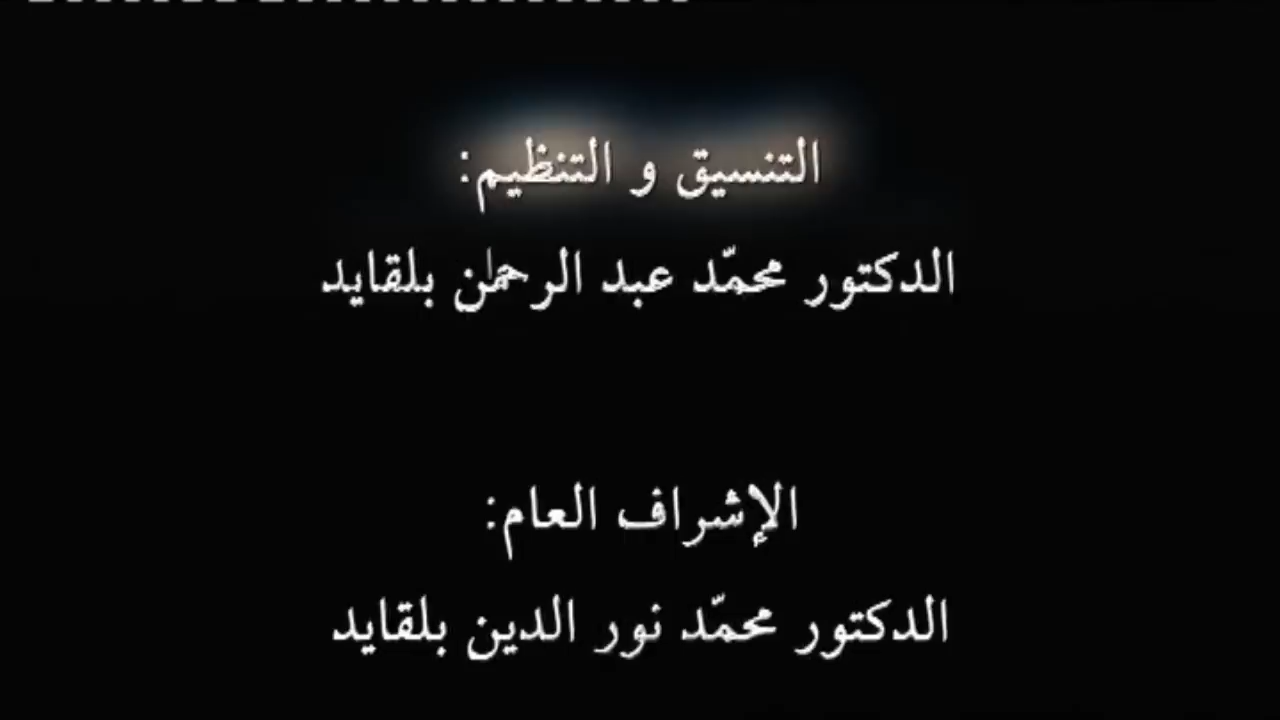 التنسيق و التنظيم:
الدكتور محمّد عبد الرحمٰن بلقايد
الإشراف العام:
الدكتور محمّد نور الدين بلقايد